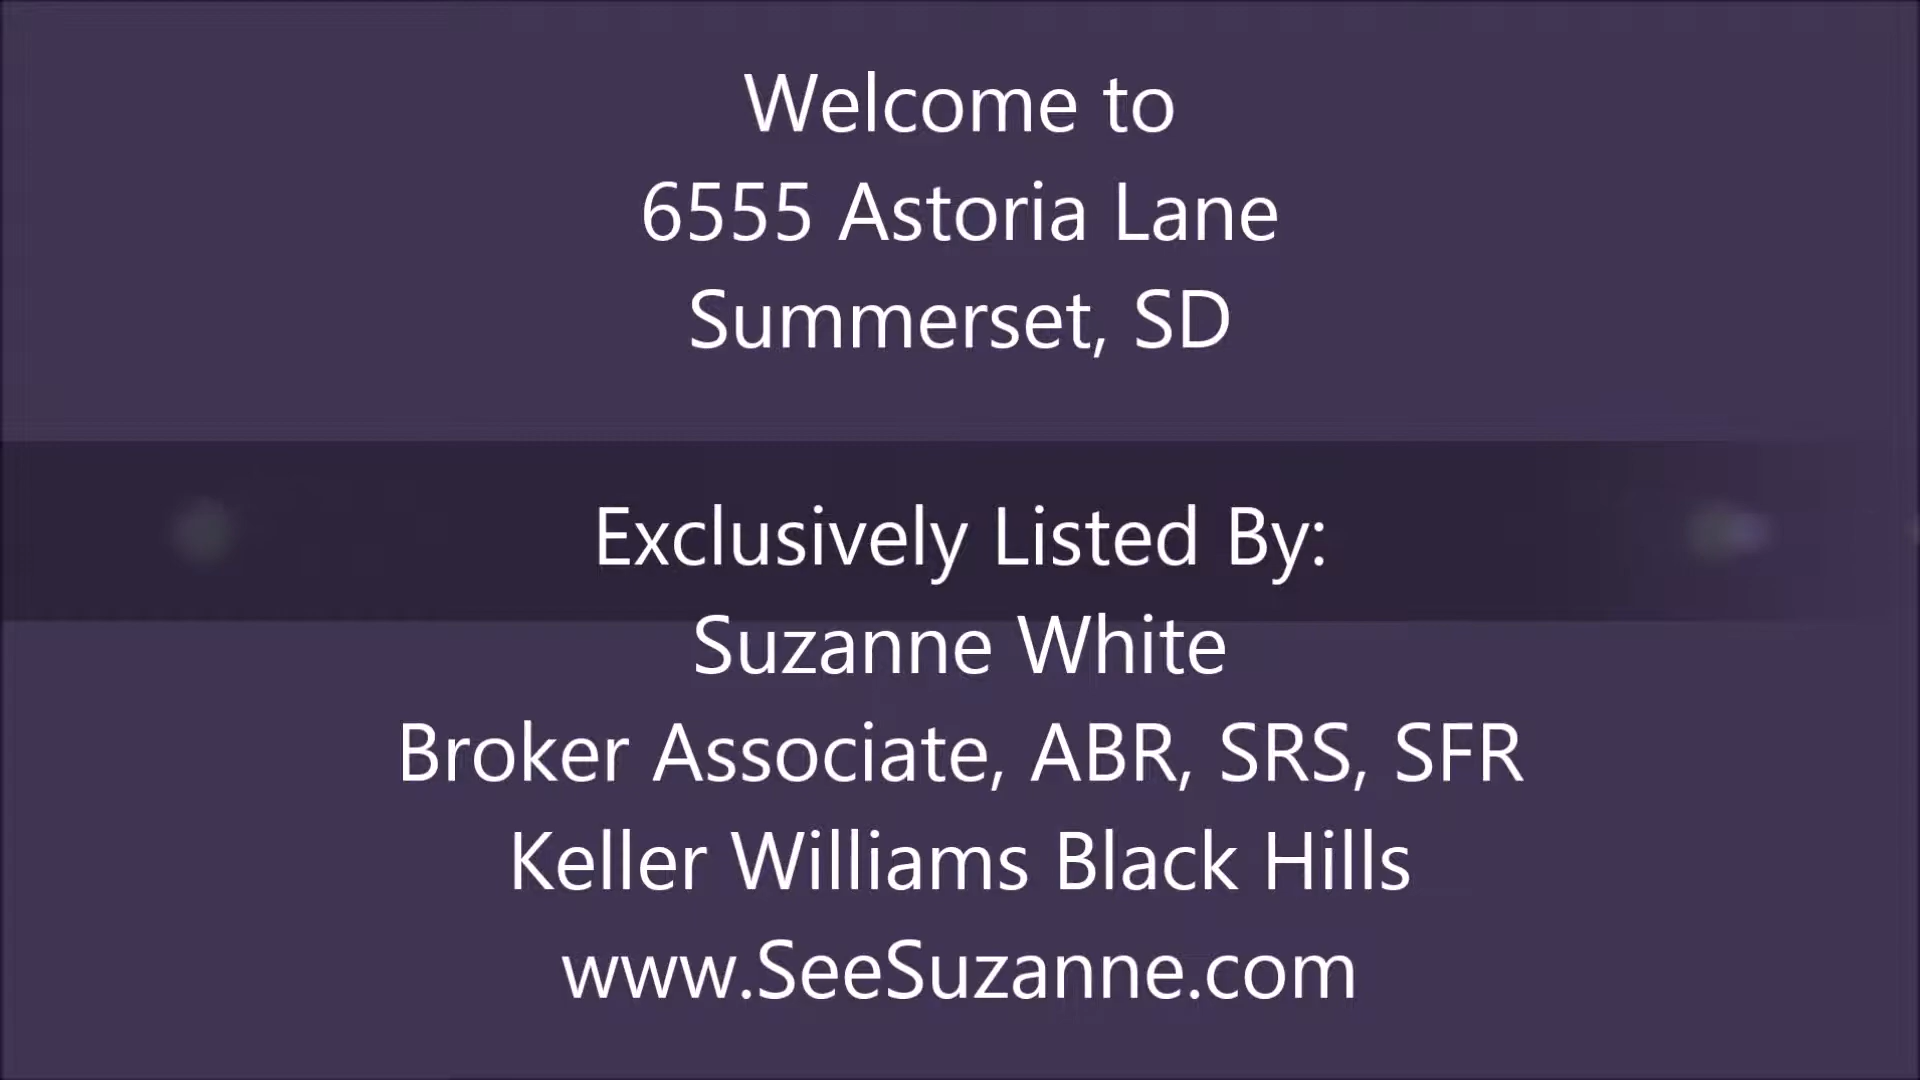 Welcome to
6555 Astoria Lane
Summerset, SD
Exclusively Listed By:
Suzanne White
Broker Associate, ABR, SRS, SFR
Keller Williams Black Hills
www.SeeSuzanne.com